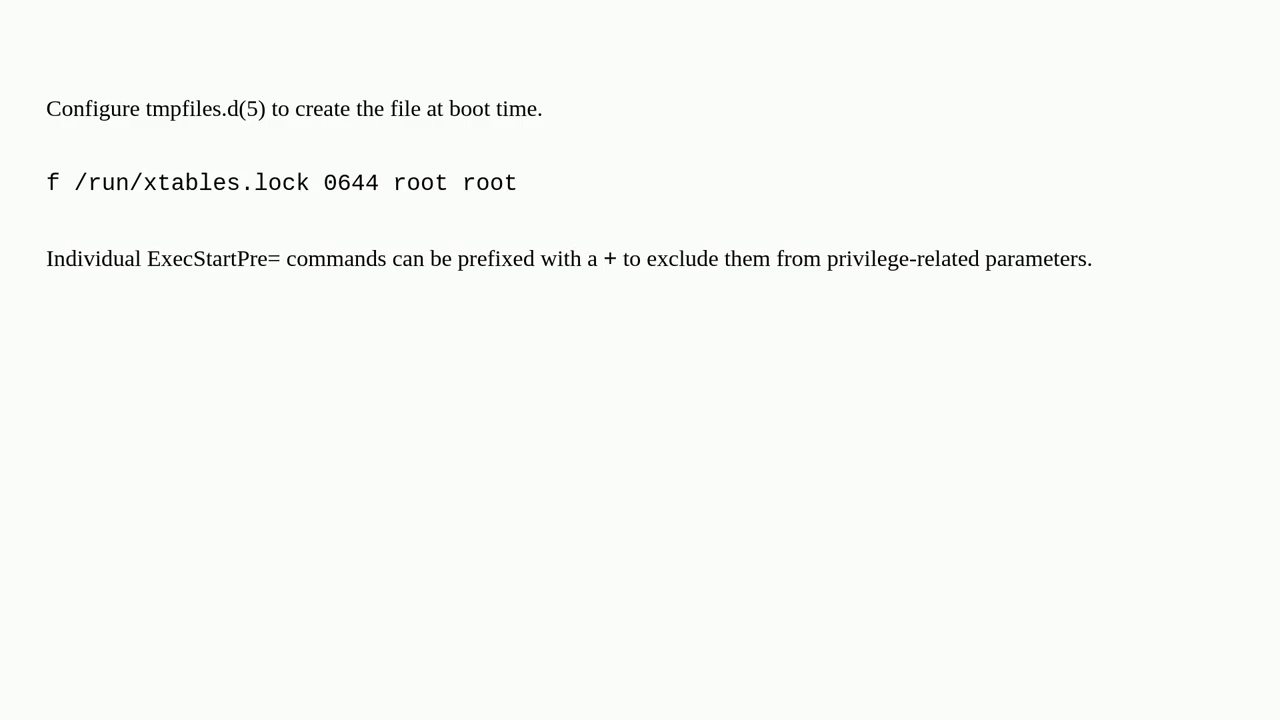 Configure tmpfiles.d(5) to create the file at boot time.
f /run/xtables.lock 0644 root root
Individual ExecStartPre= commands can be prefixed with a + to exclude them from privilege-related parameters.